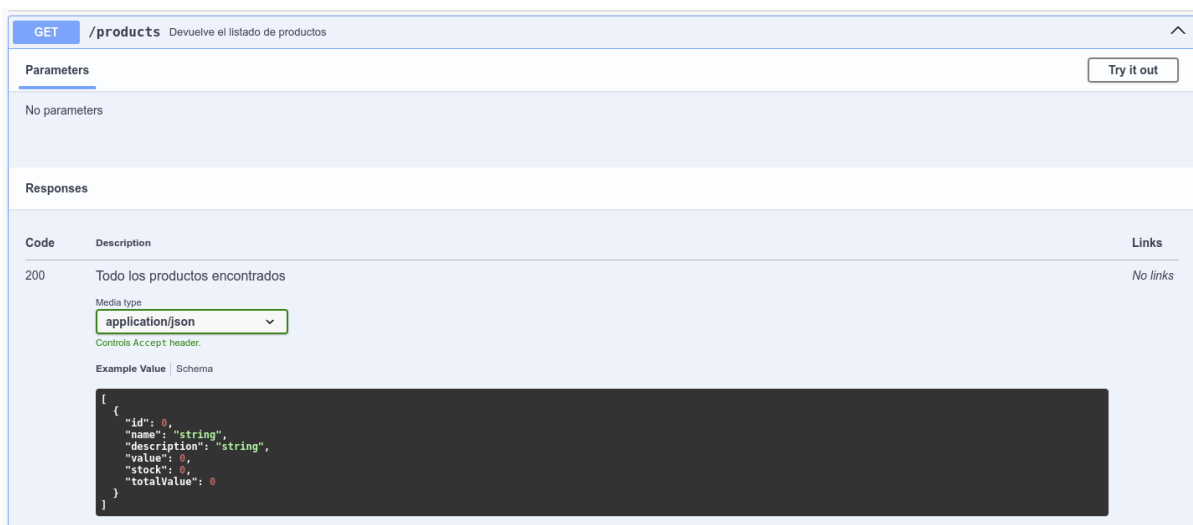 GET /products Devuelve el listado de productos
Parameters Try it out
No parameters
Responses
Code Description Links
200 Todo los productos encontrados No links
Media type
application/json
Controls Accept header.
Example Value Schema
[
{
"id": 0,
"name": "string",
"description": "string",
"value": 0,
"stock": 0,
"totalValue": 0
}
]